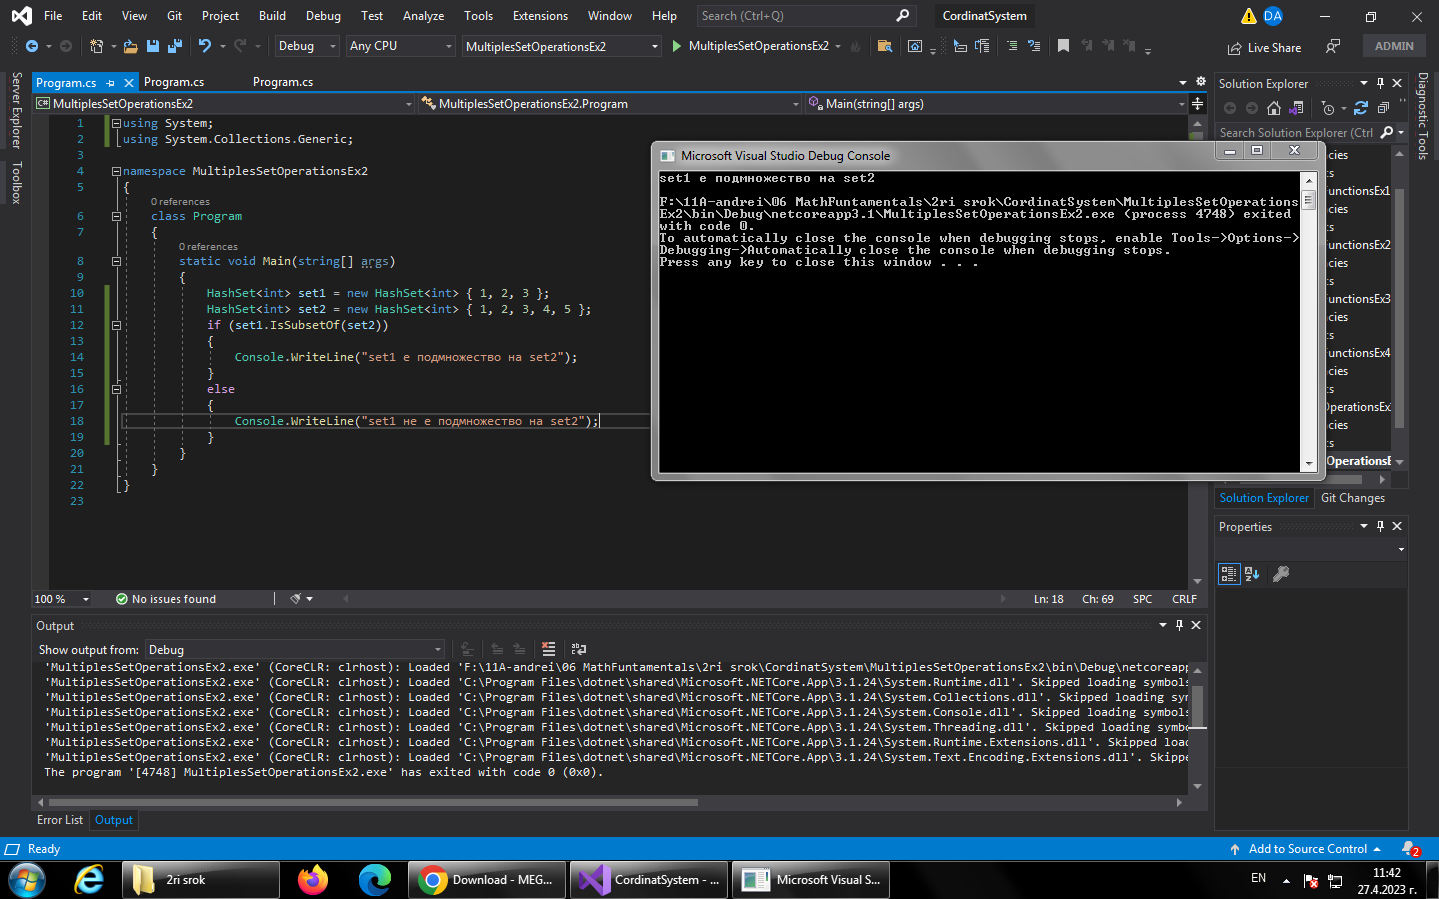 File Edit View Git Project Build Debug Test Analyze Tools Extensions Window Help Search (Ctrl+Q) CordinatSystem DA
Debug Any CPU MultiplesSetOperationsEx2 MultiplesSetOperationsEx2 Live Share ADMIN
Server Explorer
Toolbox
Program.cs Program.cs Program.cs
MultiplesSetOperationsEx2 MultiplesSetOperationsEx2.Program Main(string[] args)
1 using System;
2 using System.Collections.Generic;
3
4 namespace MultiplesSetOperationsEx2
5 {
0 references
6 class Program
7 {
0 references
8 static void Main(string[] args)
9 {
10 HashSet<int> set1 = new HashSet<int> { 1, 2, 3 };
11 HashSet<int> set2 = new HashSet<int> { 1, 2, 3, 4, 5 };
12 if (set1.IsSubsetOf(set2))
13 {
14 Console.WriteLine("set1 е подмножество на set2");
15 }
16 else
17 {
18 Console.WriteLine("set1 не е подмножество на set2");
19 }
20 }
21 }
22 }
23
100 % No issues found Ln: 18 Ch: 69 SPC CRLF
Microsoft Visual Studio Debug Console
set1 е подмножество на set2
F:\11A-andrei\06 MathFuntamentals\2ri srok\CordinatSystem\MultiplesSetOperations
Ex2\bin\Debug\netcoreapp3.1\MultiplesSetOperationsEx2.exe (process 4748) exited
with code 0.
To automatically close the console when debugging stops, enable Tools->Options->
Debugging->Automatically close the console when debugging stops.
Press any key to close this window . . .
Solution Explorer
Search Solution Explorer (Ctrl
cies
ts
unctionsEx1
cies
ts
unctionsEx2
cies
ts
unctionsEx3
cies
ts
unctionsEx4
cies
ts
OperationsEx
cies
ts
OperationsE
Solution Explorer Git Changes
Properties
Diagnostic Tools
Output
Show output from: Debug
'MultiplesSetOperationsEx2.exe' (CoreCLR: clrhost): Loaded 'F:\11A-andrei\06 MathFuntamentals\2ri srok\CordinatSystem\MultiplesSetOperationsEx2\bin\Debug\netcoreapp
'MultiplesSetOperationsEx2.exe' (CoreCLR: clrhost): Loaded 'C:\Program Files\dotnet\shared\Microsoft.NETCore.App\3.1.24\System.Runtime.dll'. Skipped loading symbols
'MultiplesSetOperationsEx2.exe' (CoreCLR: clrhost): Loaded 'C:\Program Files\dotnet\shared\Microsoft.NETCore.App\3.1.24\System.Collections.dll'. Skipped loading syn
'MultiplesSetOperationsEx2.exe' (CoreCLR: clrhost): Loaded 'C:\Program Files\dotnet\shared\Microsoft.NETCore.App\3.1.24\System.Console.dll'. Skipped loading symbols
'MultiplesSetOperationsEx2.exe' (CoreCLR: clrhost): Loaded 'C:\Program Files\dotnet\shared\Microsoft.NETCore.App\3.1.24\System.Threading.dll'. Skipped loading symbo
'MultiplesSetOperationsEx2.exe' (CoreCLR: clrhost): Loaded 'C:\Program Files\dotnet\shared\Microsoft.NETCore.App\3.1.24\System.Runtime.Extensions.dll'. Skipped load
'MultiplesSetOperationsEx2.exe' (CoreCLR: clrhost): Loaded 'C:\Program Files\dotnet\shared\Microsoft.NETCore.App\3.1.24\System.Text.Encoding.Extensions.dll'. Skippe
The program '[4748] MultiplesSetOperationsEx2.exe' has exited with code 0 (0x0).
Error List Output
Ready Add to Source Control 2
2ri srok Download - MEG... CordinatSystem - ... Microsoft Visual S... EN 11:42
27.4.2023 г.